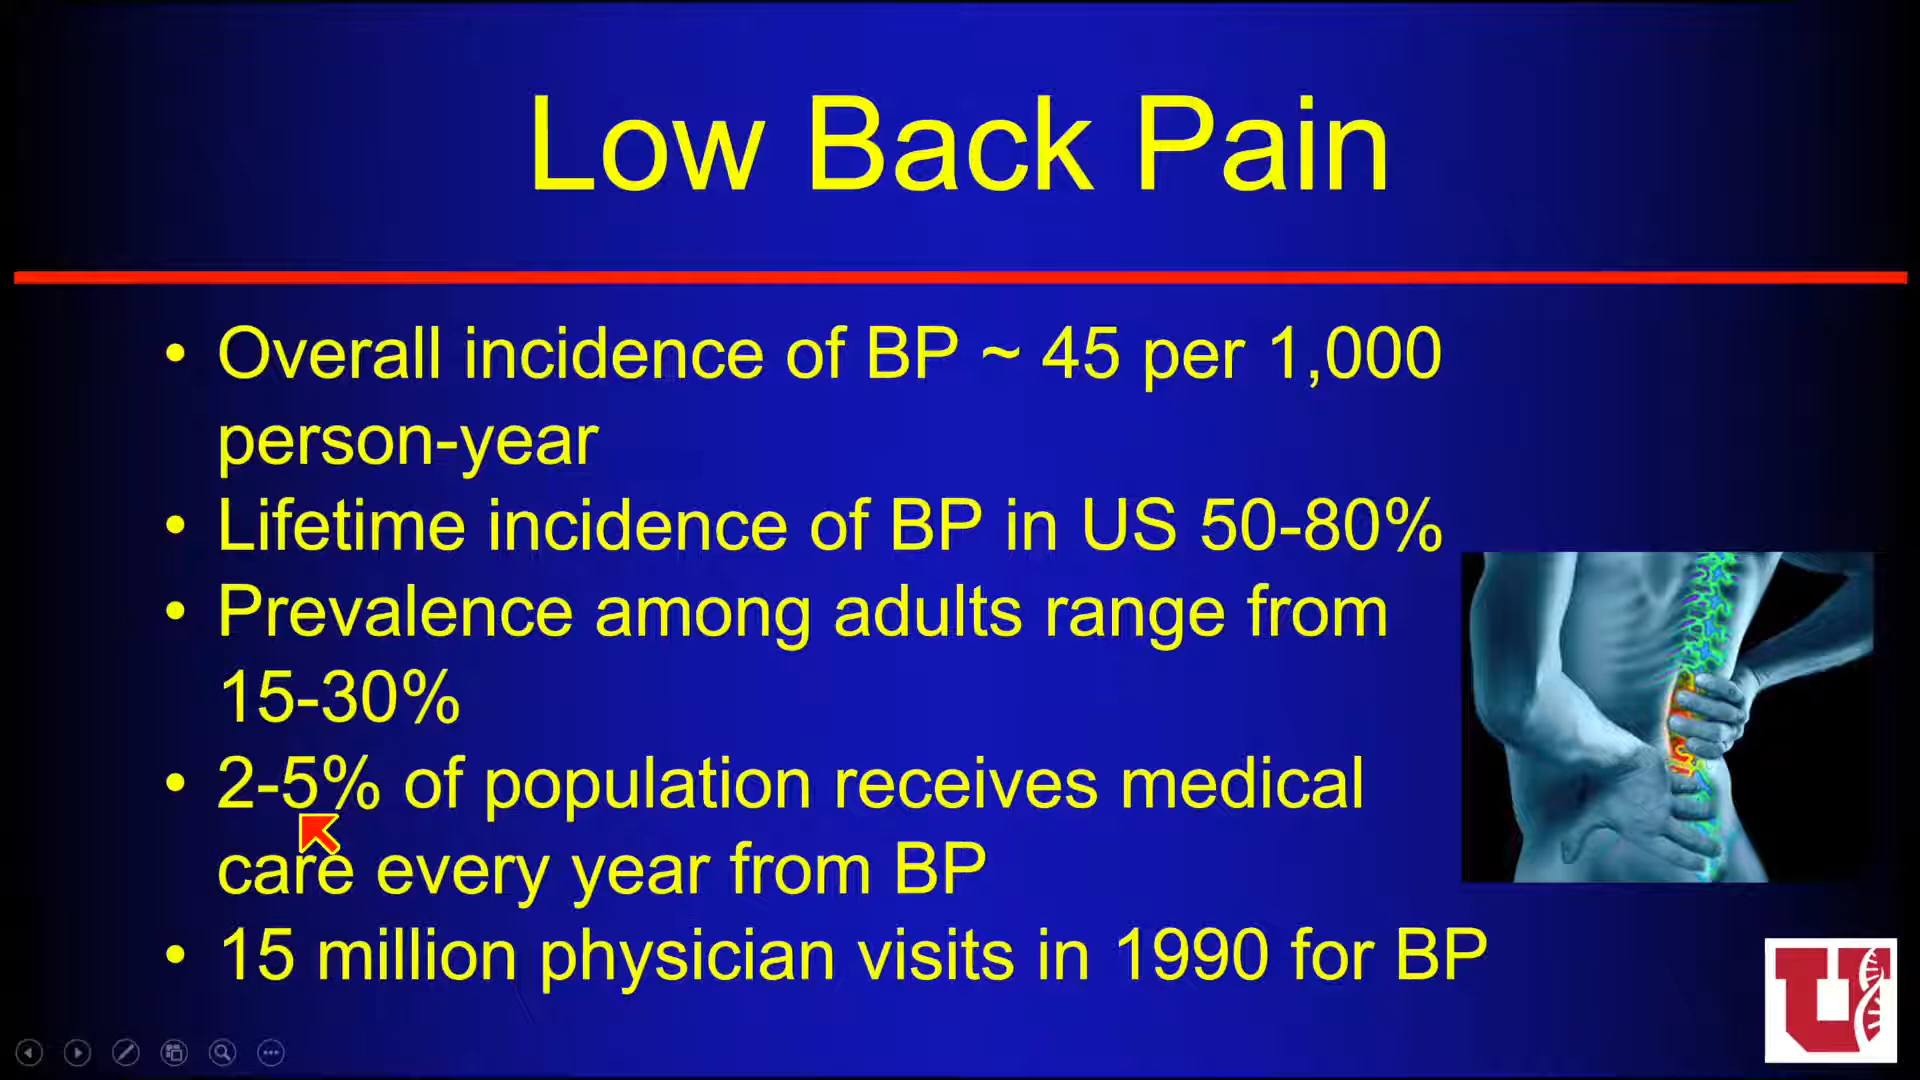 Low Back Pain
• Overall incidence of BP ~ 45 per 1,000
person-year
• Lifetime incidence of BP in US 50-80%
• Prevalence among adults range from
15-30%
• 2-5% of population receives medical
care every year from BP
• 15 million physician visits in 1990 for BP
U